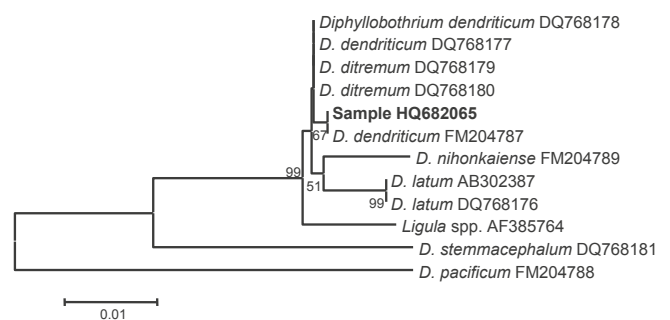 Diphyllobothrium dendriticum DQ768178
D. dendriticum DQ768177
D. ditremum DQ768179
D. ditremum DQ768180
Sample HQ682065
67
D. dendriticum FM204787
D. nihonkaiense FM204789
99
51
D. latum AB302387
99
D. latum DQ768176
Ligula spp. AF385764
D. stemmacephalum DQ768181
D. pacificum FM204788
0.01